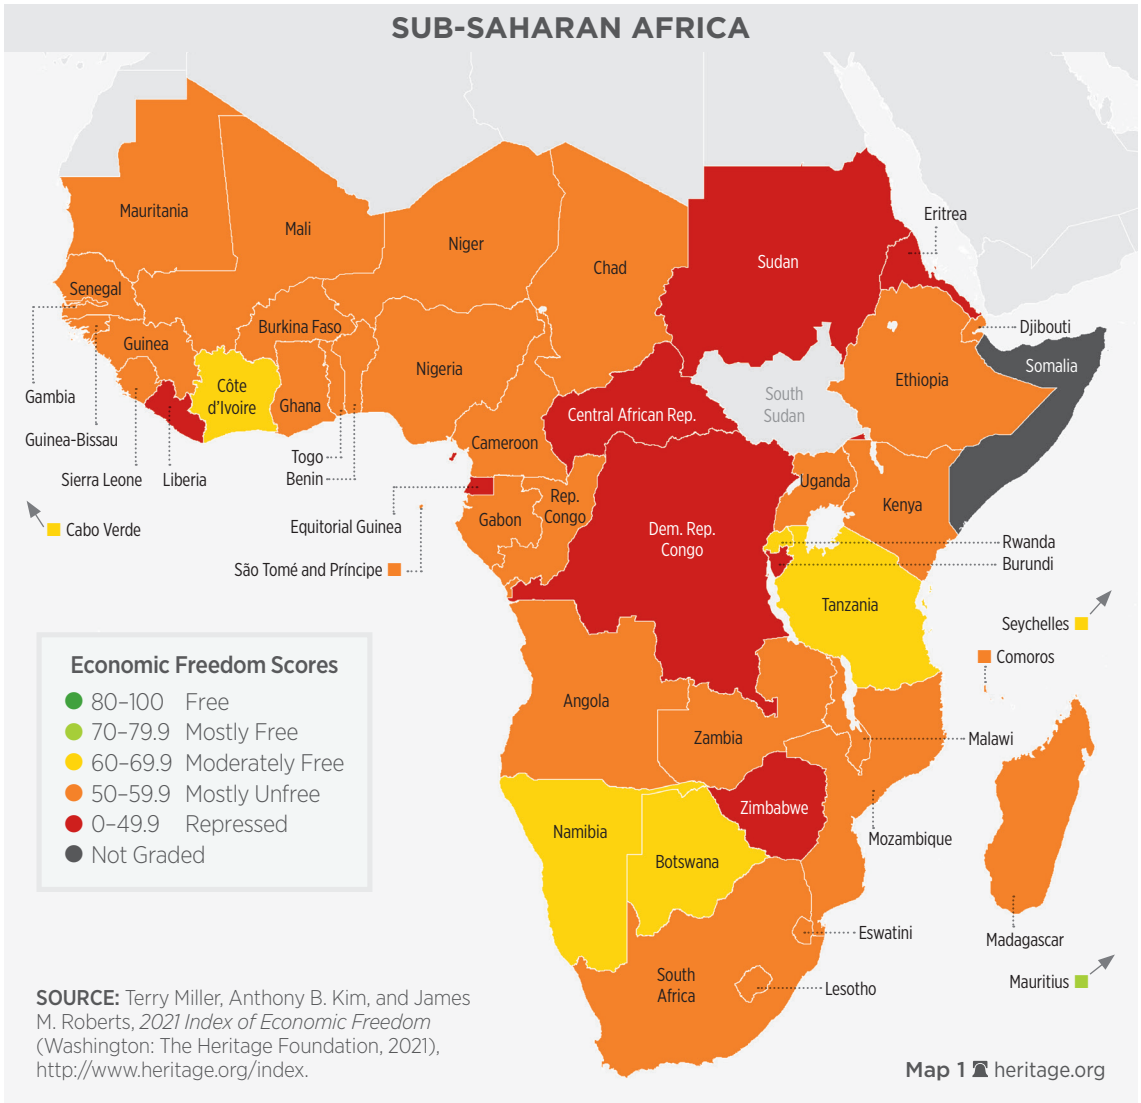 SUB-SAHARAN AFRICA
Mauritania
Mali
Niger
Chad
Sudan
Eritrea
Senegal
Burkina Faso
Guinea
Nigeria
Djibouti
Somalia
Ethiopia
Côte
d'Ivoire
Ghana
South
Sudan
Gambia
Central African Rep.
Guinea-Bissau
Cameroon
Togo
Benin
Sierra Leone
Liberia
Uganda
Kenya
Rep.
Congo
Gabon
Equitorial Guinea
Cabo Verde
Dem. Rep.
Congo
Rwanda
Burundi
São Tomé and Príncipe
Tanzania
Seychelles
Comoros
Economic Freedom Scores
80–100 Free
70–79.9 Mostly Free
60–69.9 Moderately Free
50–59.9 Mostly Unfree
0–49.9 Repressed
Not Graded
Angola
Zambia
Malawi
Zimbabwe
Namibia
Mozambique
Botswana
Eswatini
Madagascar
South
Africa
Lesotho
Mauritius
SOURCE: Terry Miller, Anthony B. Kim, and James
M. Roberts, 2021 Index of Economic Freedom
(Washington: The Heritage Foundation, 2021),
http://www.heritage.org/index.
Map 1 heritage.org